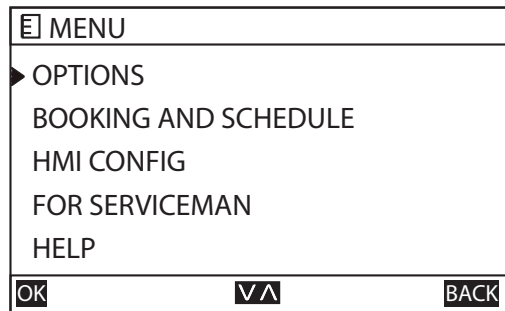 MENU
OPTIONS
BOOKING AND SCHEDULE
HMI CONFIG
FOR SERVICEMAN
HELP
OK BACK